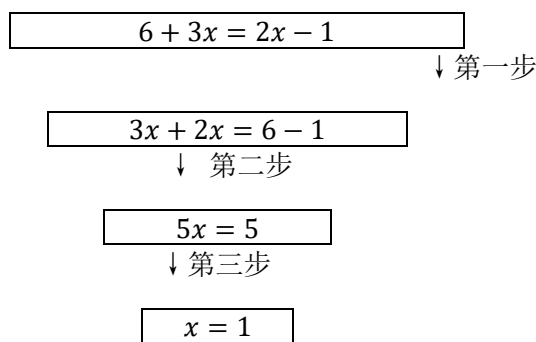 6 + 3x = 2x − 1
↓ 第一步
3x + 2x = 6 − 1
↓ 第二步
5x = 5
↓ 第三步
x = 1